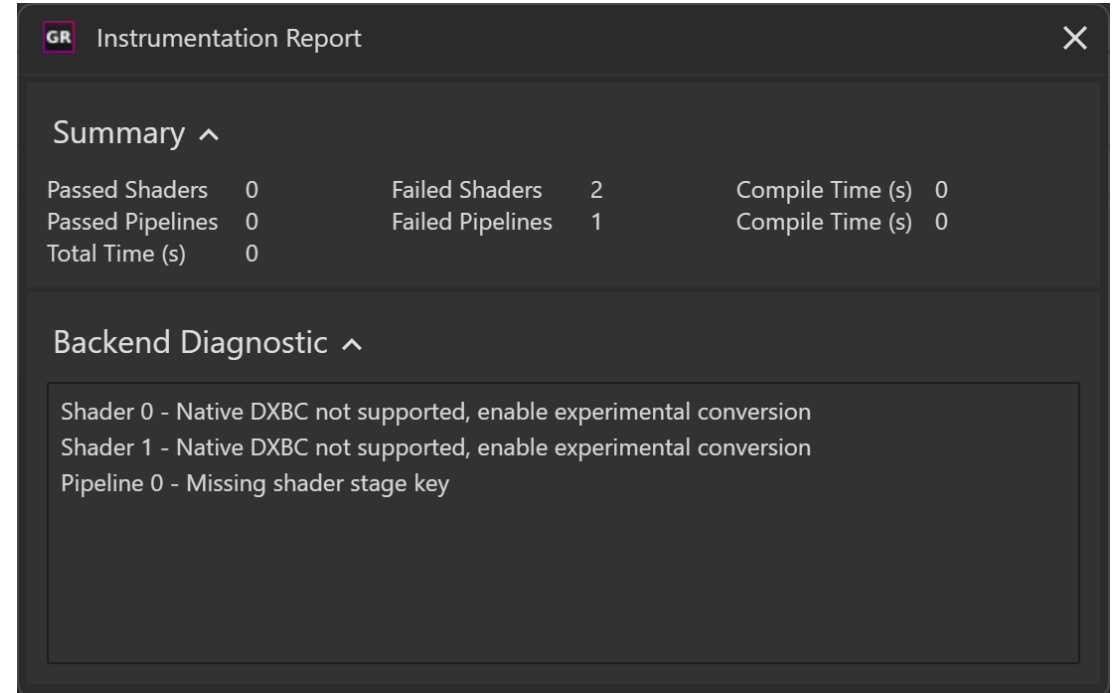 GR Instrumentation Report
Summary
Passed Shaders 0 Failed Shaders 2 Compile Time (s) 0
Passed Pipelines 0 Failed Pipelines 1 Compile Time (s) 0
Total Time (s) 0
Backend Diagnostic
Shader 0 - Native DXBC not supported, enable experimental conversion
Shader 1 - Native DXBC not supported, enable experimental conversion
Pipeline 0 - Missing shader stage key